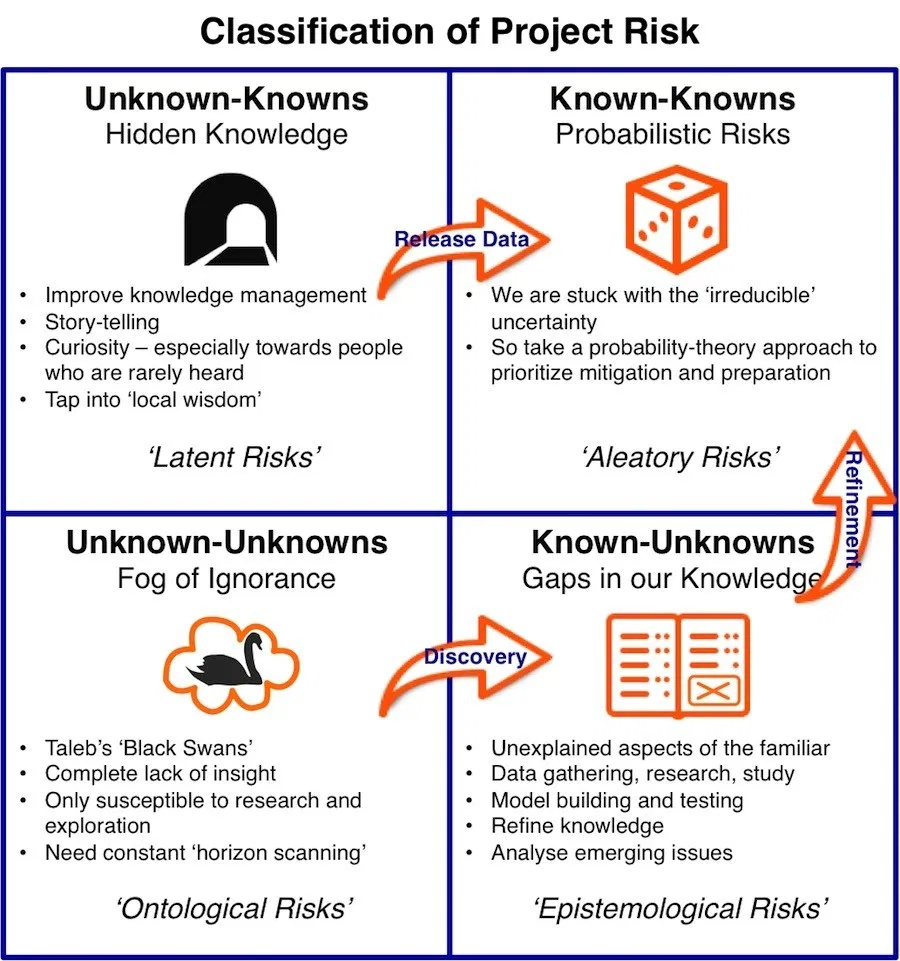 Classification of Project Risk
Unknown-Knowns
Hidden Knowledge
• Improve knowledge management
• Story-telling
• Curiosity – especially towards people
who are rarely heard
• Tap into ‘local wisdom’
‘Latent Risks’
Release Data
Known-Knowns
Probabilistic Risks
• We are stuck with the ‘irreducible’
uncertainty
• So take a probability-theory approach to
prioritize mitigation and preparation
‘Aleatory Risks’
Refinement
Unknown-Unknowns
Fog of Ignorance
• Taleb’s ‘Black Swans’
• Complete lack of insight
• Only susceptible to research and
exploration
• Need constant ‘horizon scanning’
‘Ontological Risks’
Discovery
Known-Unknowns
Gaps in our Knowledge
• Unexplained aspects of the familiar
• Data gathering, research, study
• Model building and testing
• Refine knowledge
• Analyse emerging issues
‘Epistemological Risks’